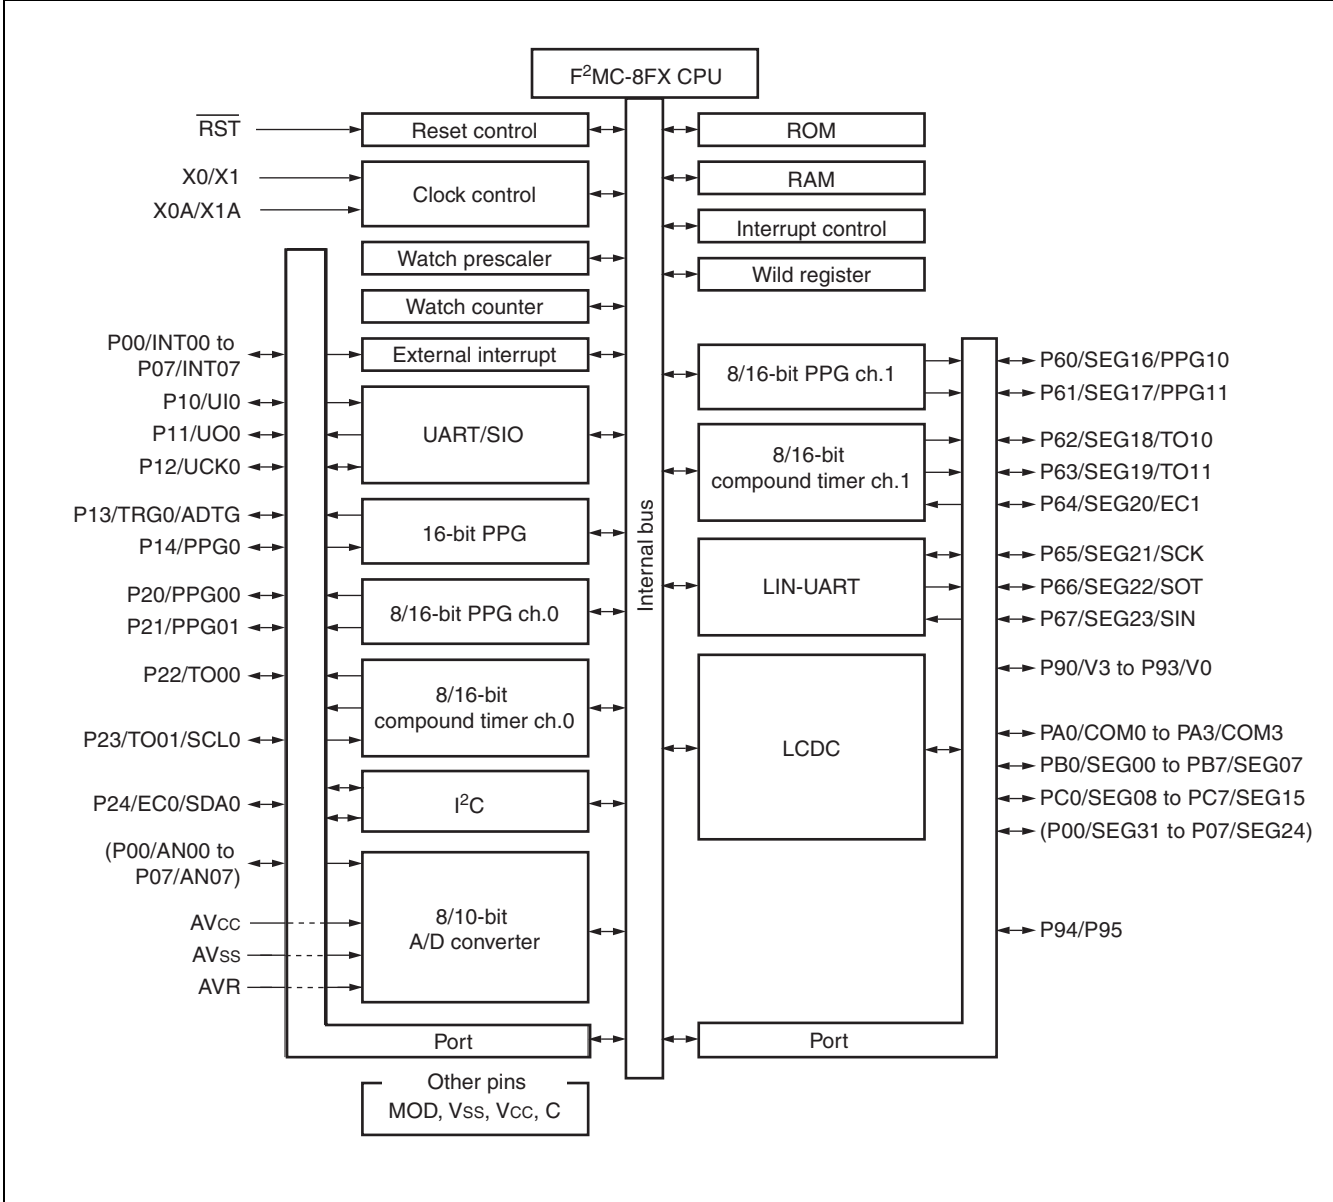 F²MC-8FX CPU
RST
Reset control
ROM
X0/X1
X0A/X1A
Clock control
RAM
Interrupt control
Watch prescaler
Wild register
Watch counter
P00/INT00 to
P07/INT07
External interrupt
8/16-bit PPG ch.1
P60/SEG16/PPG10
P61/SEG17/PPG11
P10/UI0
P11/UO0
P12/UCK0
UART/SIO
8/16-bit
compound timer ch.1
P62/SEG18/TO10
P63/SEG19/TO11
P64/SEG20/EC1
P13/TRG0/ADTG
P14/PPG0
16-bit PPG
Internal bus
LIN-UART
P65/SEG21/SCK
P66/SEG22/SOT
P67/SEG23/SIN
P20/PPG00
P21/PPG01
8/16-bit PPG ch.0
P22/TO00
P23/TO01/SCL0
8/16-bit
compound timer ch.0
LCDC
P90/V3 to P93/V0
PA0/COM0 to PA3/COM3
PB0/SEG00 to PB7/SEG07
PC0/SEG08 to PC7/SEG15
(P00/SEG31 to P07/SEG24)
P24/EC0/SDA0
I²C
(P00/AN00 to
P07/AN07)
AVCC
AVSS
AVR
8/10-bit
A/D converter
P94/P95
Port
Port
Other pins
MOD, VSS, VCC, C